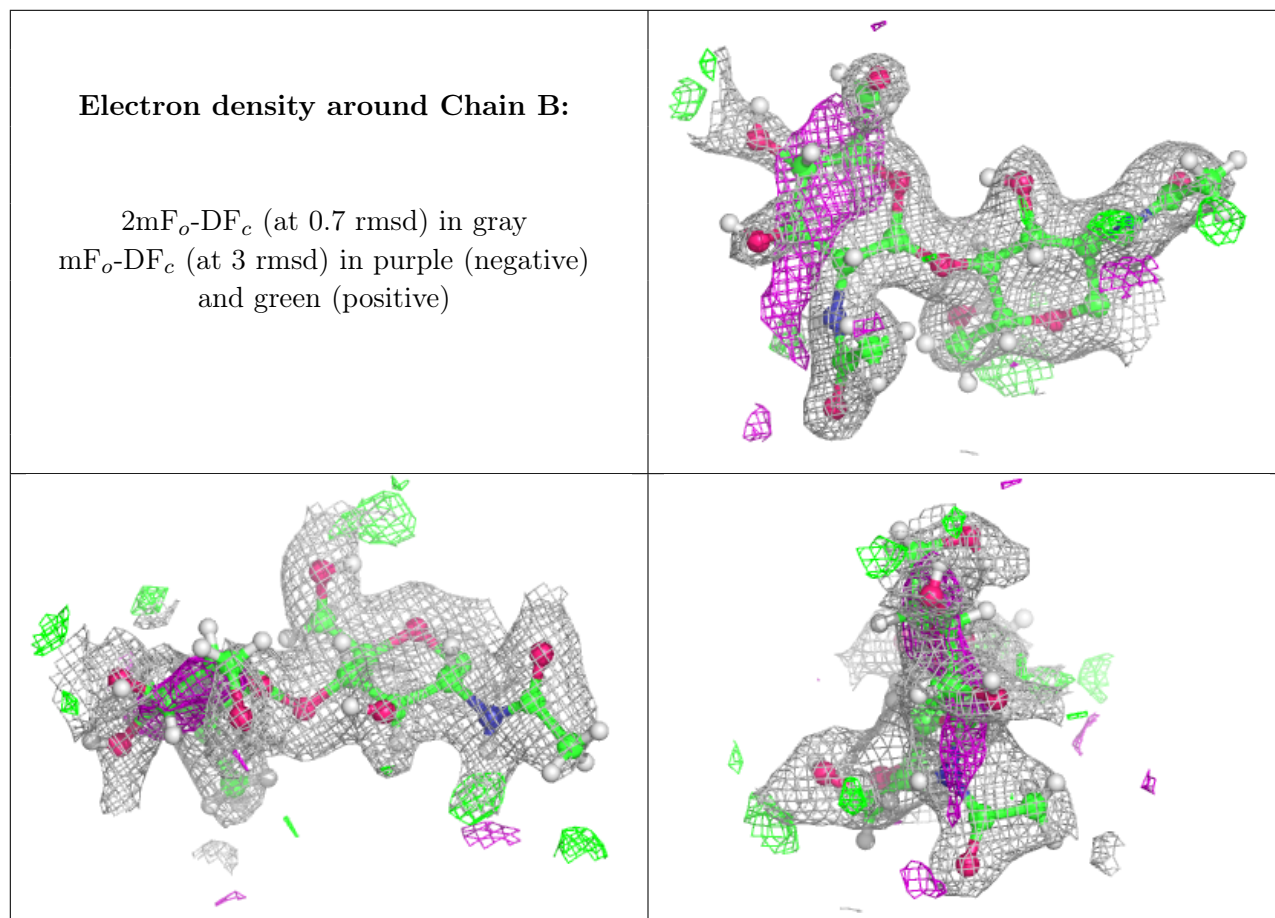 Electron density around Chain B:
2mFo-DFc (at 0.7 rmsd) in gray
mFo-DFc (at 3 rmsd) in purple (negative)
and green (positive)